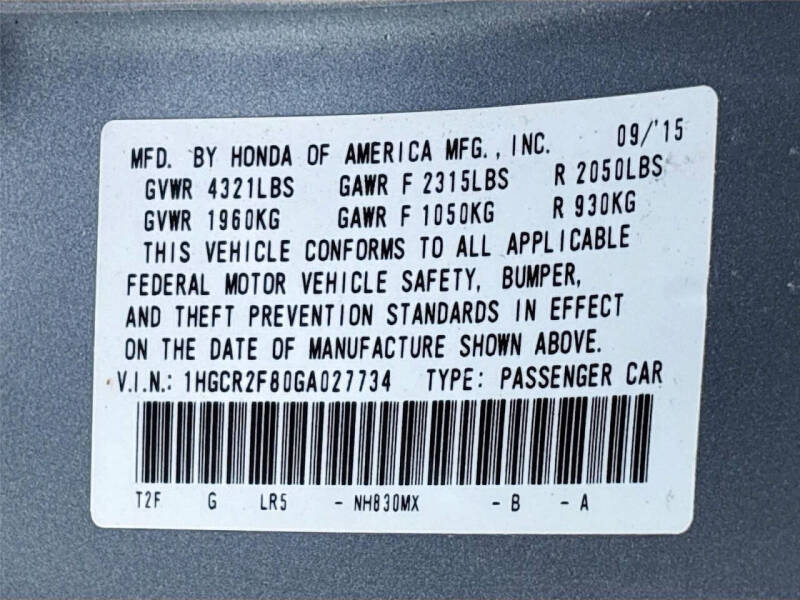 MFD. BY HONDA OF AMERICA MFG., INC. 09/'15
GVWR 4321LBS GAWR F 2315LBS R 2050LBS
GVWR 1960KG GAWR F 1050KG R 930KG
THIS VEHICLE CONFORMS TO ALL APPLICABLE
FEDERAL MOTOR VEHICLE SAFETY, BUMPER,
AND THEFT PREVENTION STANDARDS IN EFFECT
ON THE DATE OF MANUFACTURE SHOWN ABOVE.
V.I.N.: 1HGCR2F80GA027734 TYPE: PASSENGER CAR
T2F G LR5 - NH830MX - B - A